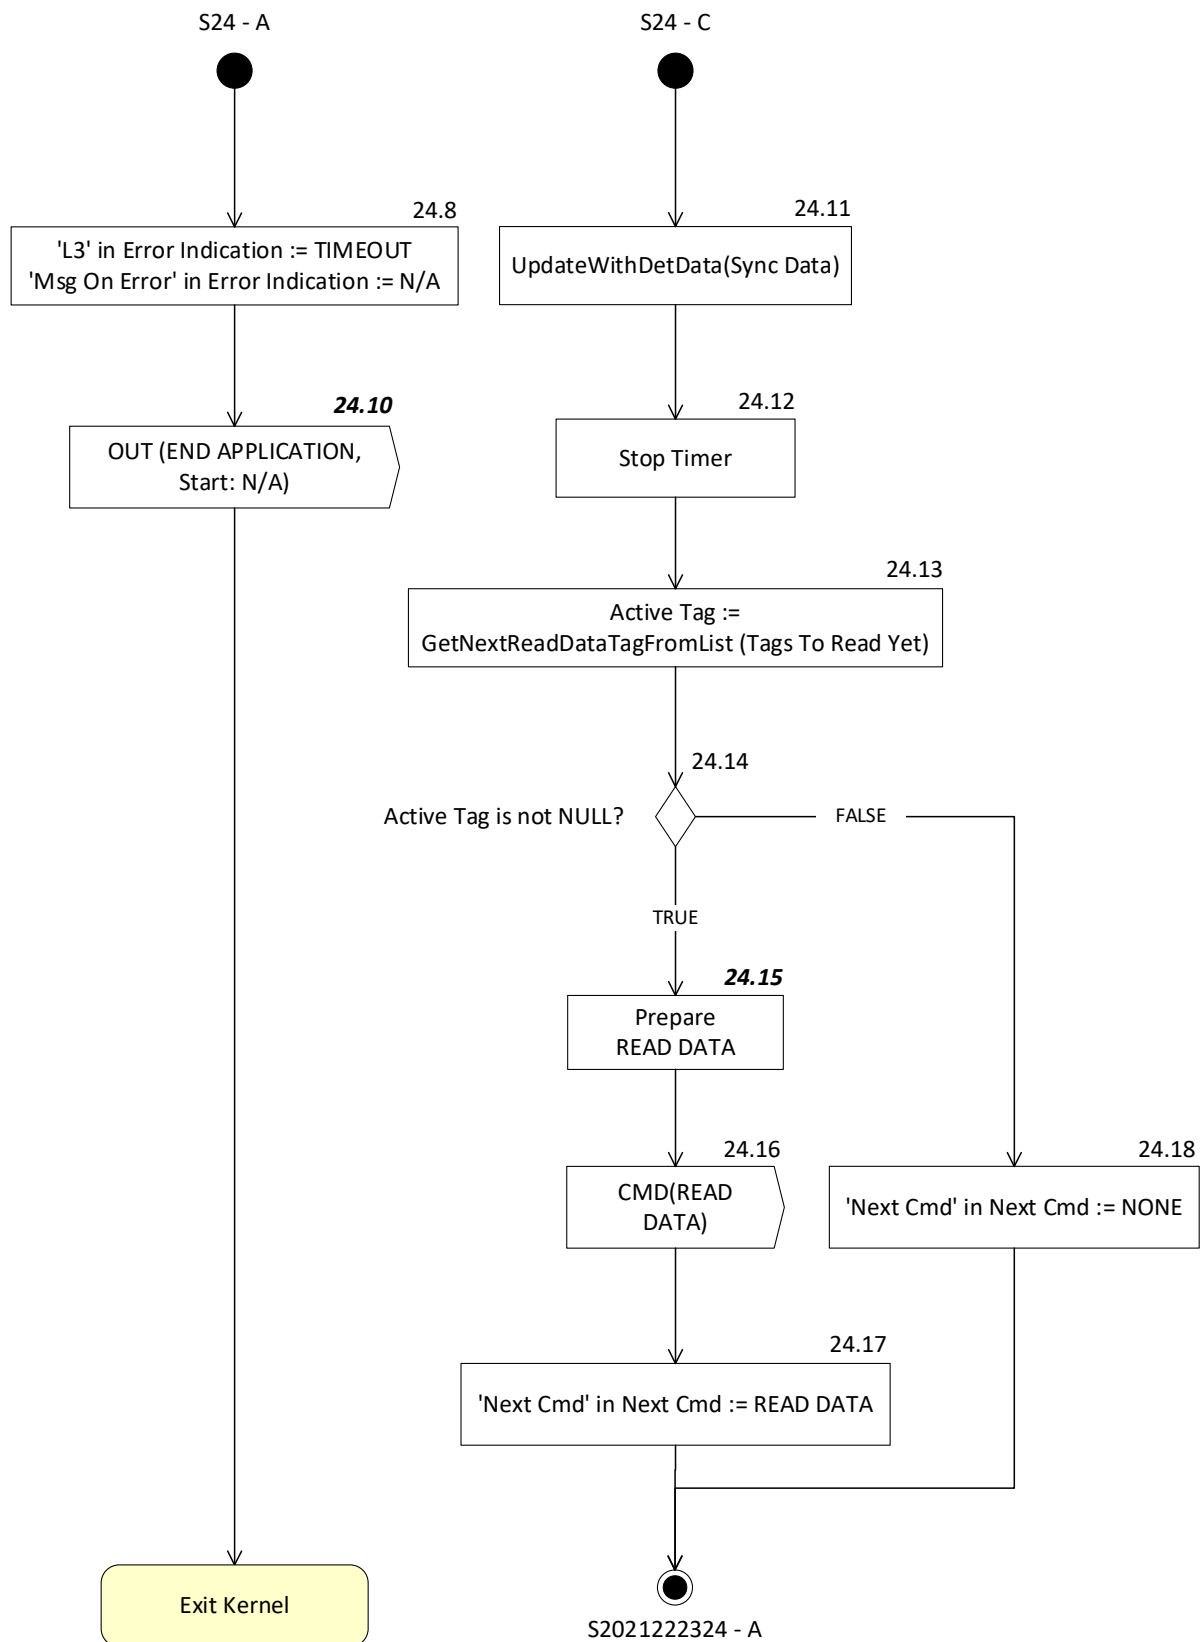 S24 - A
24.8
'L3' in Error Indication := TIMEOUT
'Msg On Error' in Error Indication := N/A
24.10
OUT (END APPLICATION,
Start: N/A)
Exit Kernel
S24 - C
24.11
UpdateWithDetData(Sync Data)
24.12
Stop Timer
24.13
Active Tag :=
GetNextReadDataTagFromList (Tags To Read Yet)
24.14
Active Tag is not NULL?
FALSE
TRUE
24.15
Prepare
READ DATA
24.16
CMD(READ
DATA)
24.18
'Next Cmd' in Next Cmd := NONE
24.17
'Next Cmd' in Next Cmd := READ DATA
S2021222324 - A